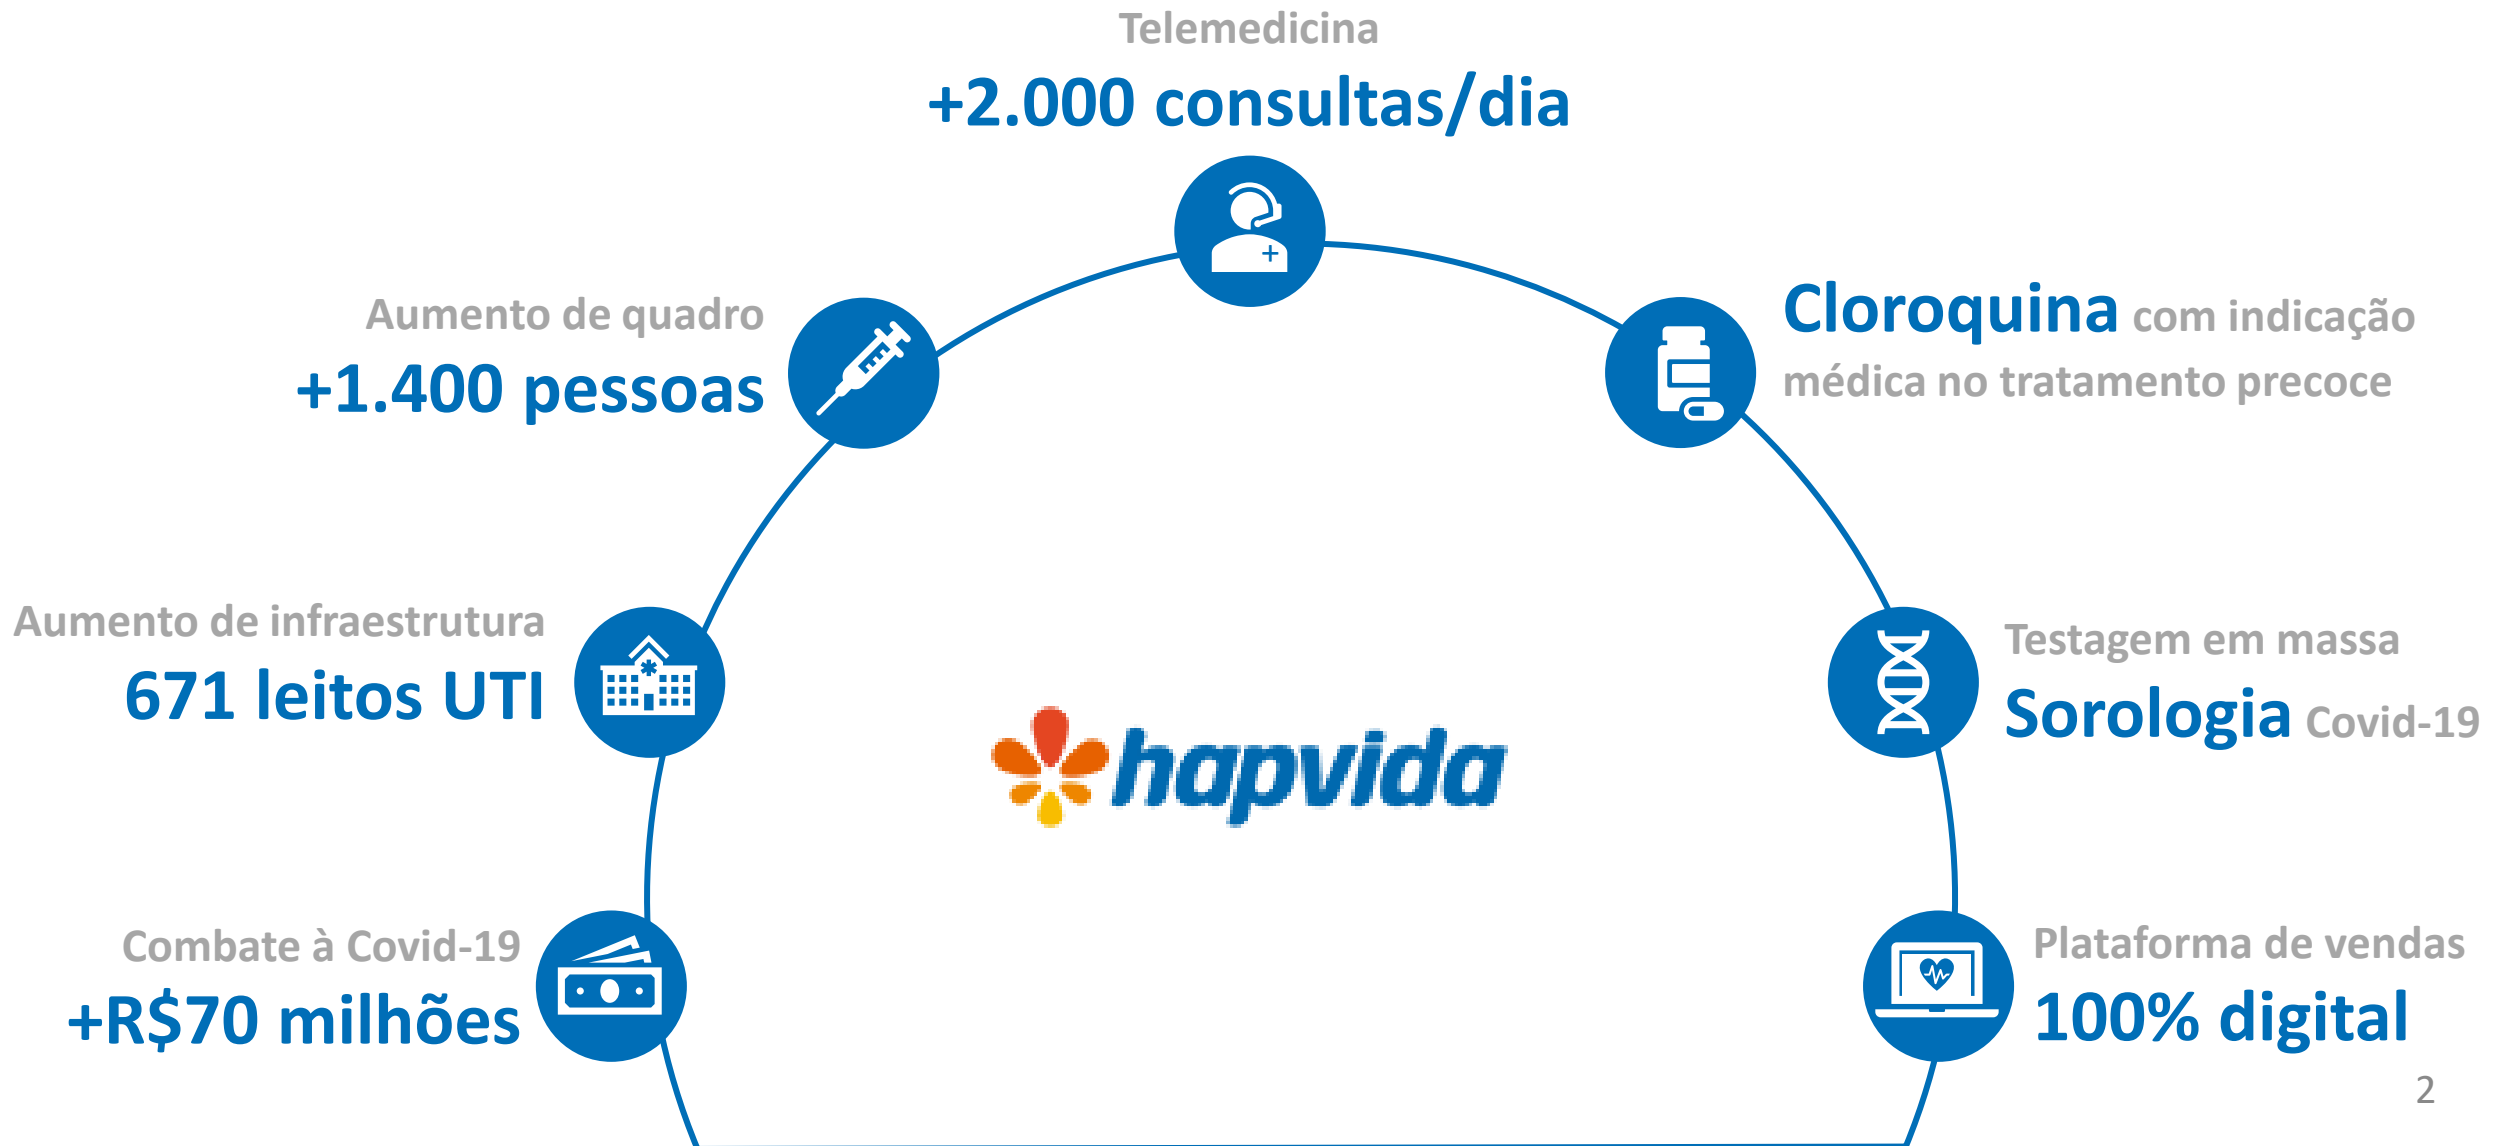 Telemedicina
+2.000 consultas/dia
Aumento de quadro
+1.400 pessoas
Cloroquina com indicação
médica no tratamento precoce
Aumento de infraestrutura
671 leitos UTI
Testagem em massa
Sorologia Covid-19
hapvida
Combate à Covid-19
+R$70 milhões
Plataforma de vendas
100% digital
2